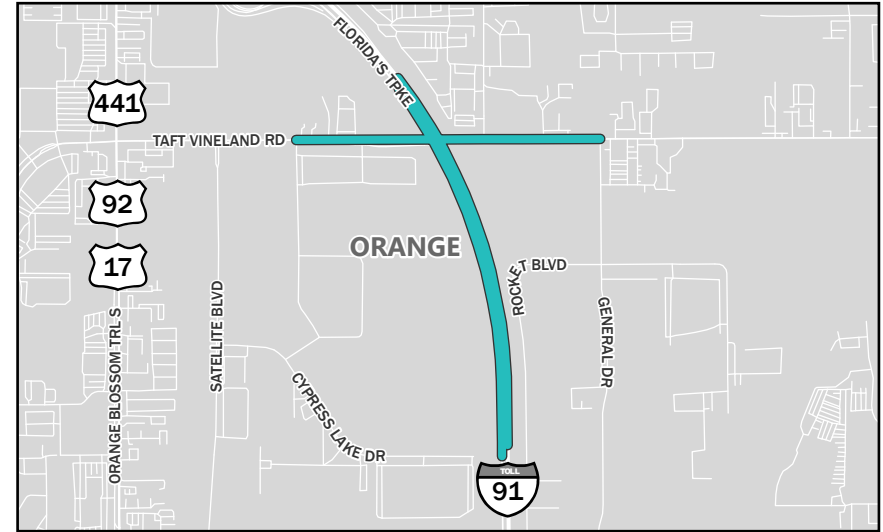 FLORIDA'S TPKE
441
TAFT VINELAND RD
92
ORANGE
17
ROCKET BLVD
ORANGE BLOSSOM TRL S
SATELLITE BLVD
GENERAL DR
CYPRESS LAKE DR
TOLL
91